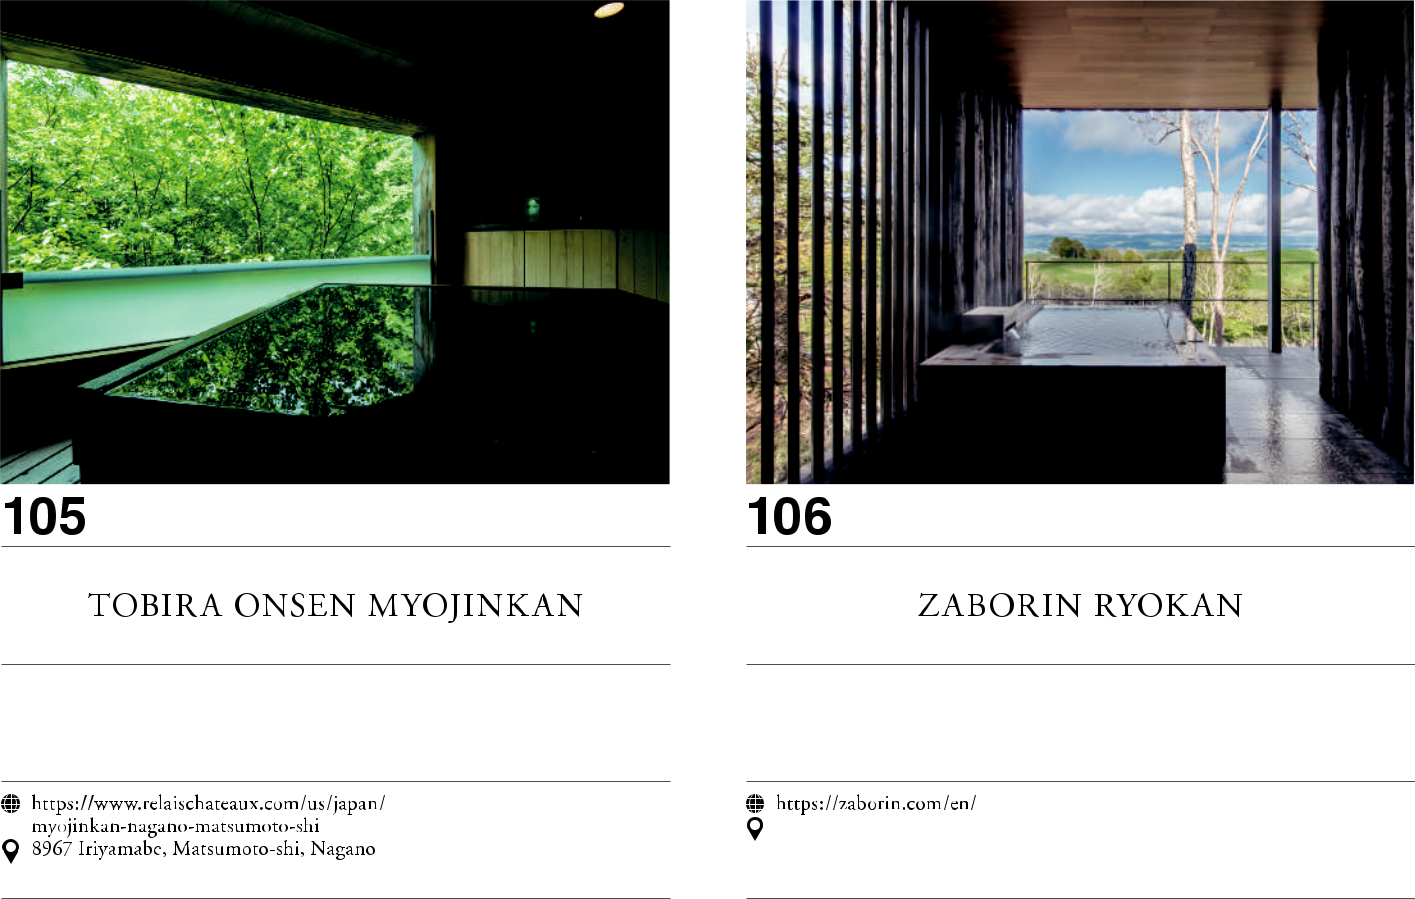 105
TOBIRA ONSEN MYOJINKAN
https://www.relaischateaux.com/us/japan/
myojinkan-nagano-matsumoto-shi
8967 Iriyamabe, Matsumoto-shi, Nagano
106
ZABORIN RYOKAN
https://zaborin.com/en/